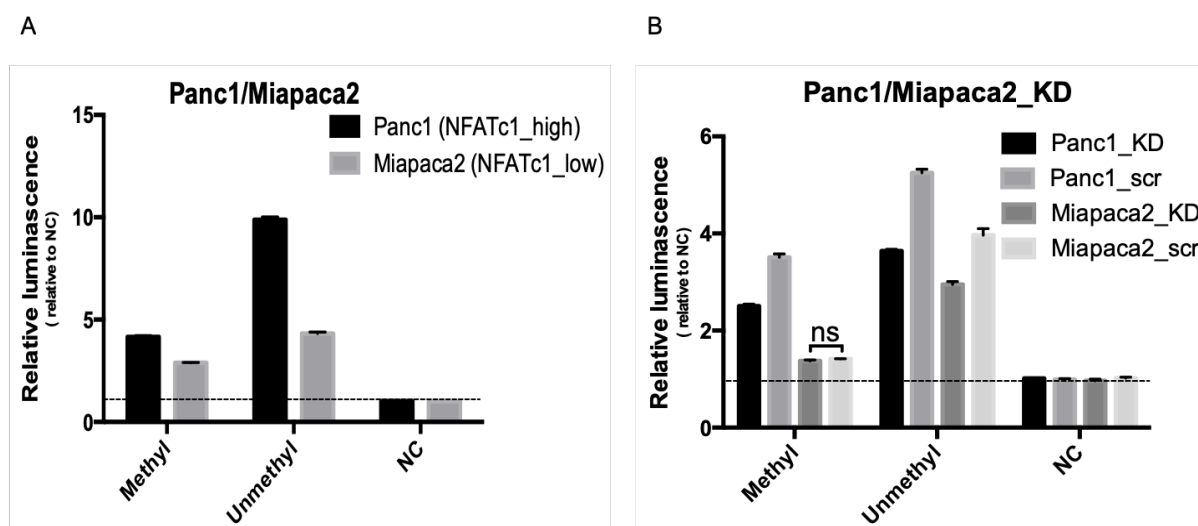 A
Panc1/Miapaca2
15
10
5
0
Relative luminascence
( relative to NC)
Panc1 (NFATc1_high)
Miapaca2 (NFATc1_low)
Methyl
Unmethyl
NC
B
Panc1/Miapaca2_KD
6
4
2
0
Relative luminascence
( relative to NC)
Panc1_KD
Panc1_scr
Miapaca2_KD
Miapaca2_scr
ns
Methyl
Unmethyl
NC